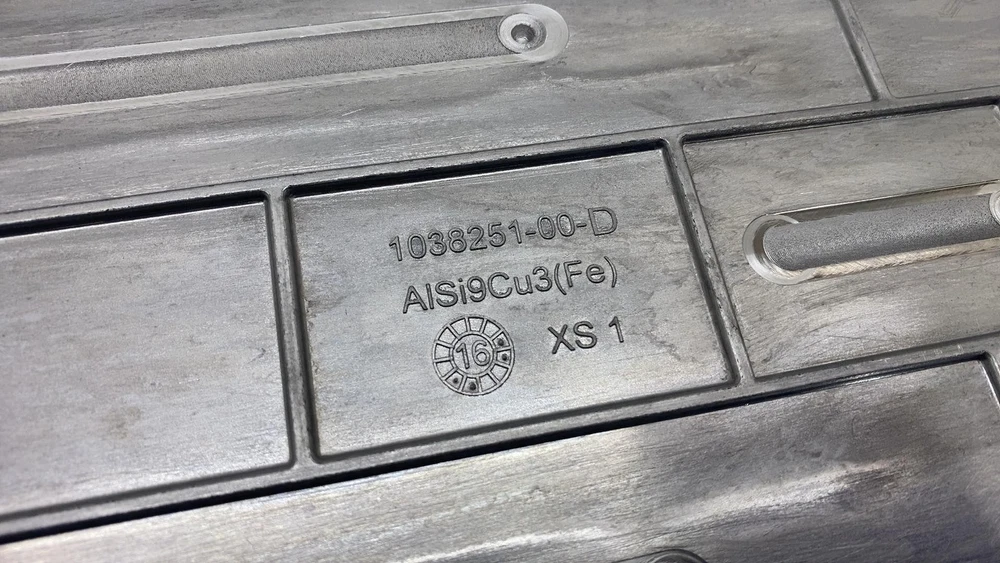 1038251-00-D
AlSi9Cu3(Fe)
16
XS 1